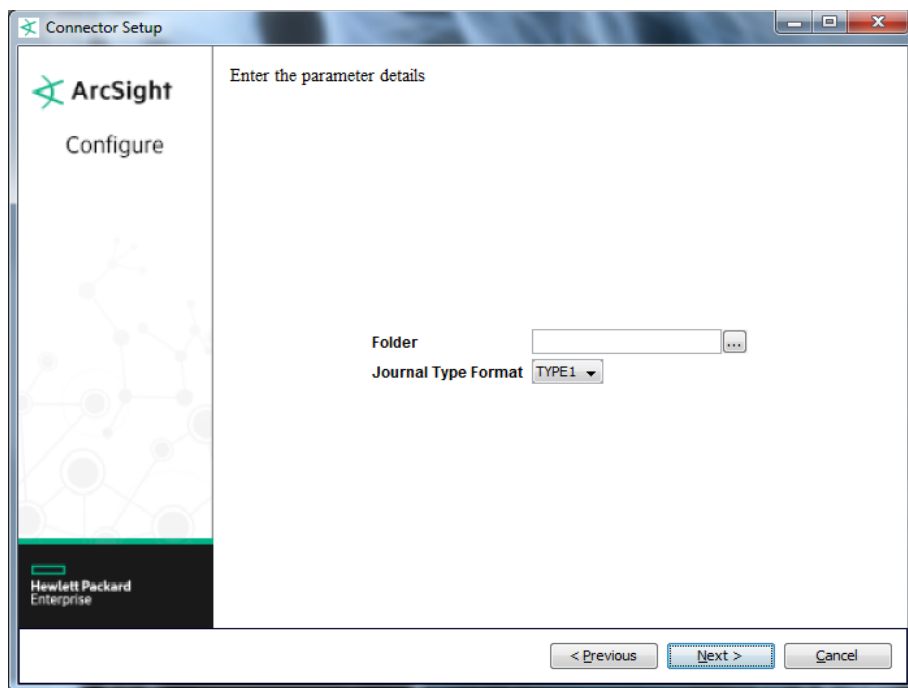 Connector Setup
ArcSight
Configure
Enter the parameter details
Folder
...
Journal Type Format TYPE1
Hewlett Packard
Enterprise
< Previous Next > Cancel